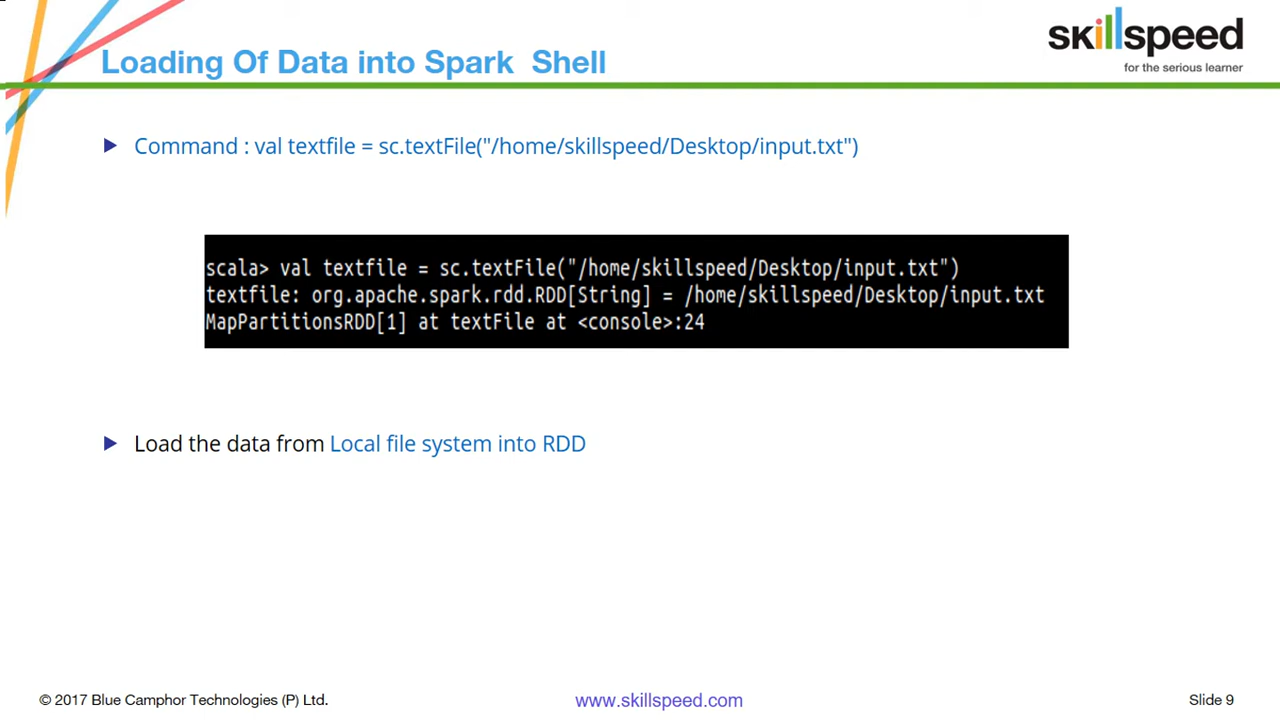 Loading Of Data into Spark Shell
skillspeed
for the serious learner
Command : val textfile = sc.textFile("/home/skillspeed/Desktop/input.txt")
scala> val textfile = sc.textFile("/home/skillspeed/Desktop/input.txt")
textfile: org.apache.spark.rdd.RDD[String] = /home/skillspeed/Desktop/input.txt
MapPartitionsRDD[1] at textFile at <console>:24
Load the data from Local file system into RDD
© 2017 Blue Camphor Technologies (P) Ltd.
www.skillspeed.com
Slide 9